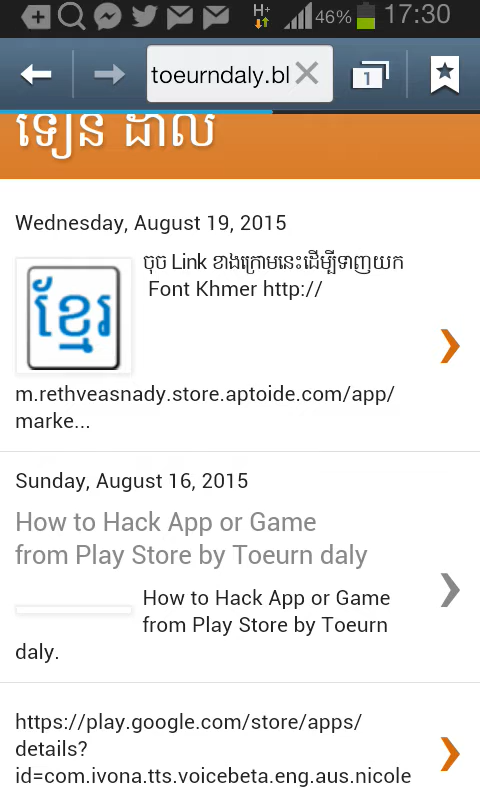 46%
17:30
H+
toeurndaly.bl
1
ទឿន ដាលី
Wednesday, August 19, 2015
ចុច Link ខាងក្រោមនេះដើម្បីទាញយក
Font Khmer http://
ខ្មែរ
m.rethveasnady.store.aptoide.com/app/
marke...
Sunday, August 16, 2015
How to Hack App or Game
from Play Store by Toeurn daly
How to Hack App or Game
from Play Store by Toeurn
daly.
https://play.google.com/store/apps/
details?
id=com.ivona.tts.voicebeta.eng.aus.nicole